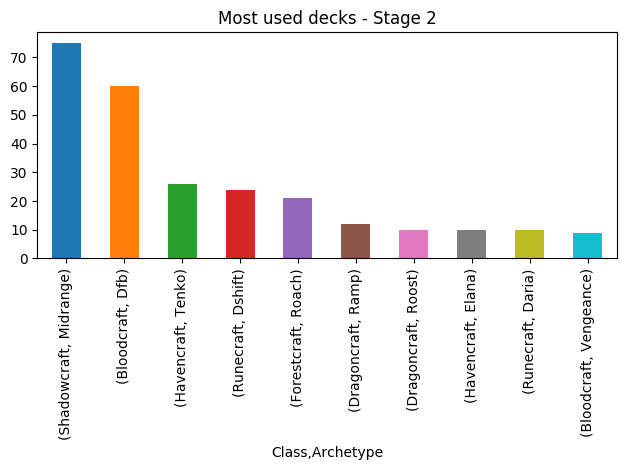 Most used decks - Stage 2
70
60
50
40
30
20
10
0
(Shadowcraft, Midrange)
(Bloodcraft, Dfb)
(Havencraft, Tenko)
(Runecraft, Dshift)
(Forestcraft, Roach)
(Dragoncraft, Ramp)
(Dragoncraft, Roost)
(Havencraft, Elana)
(Runecraft, Daria)
(Bloodcraft, Vengeance)
Class,Archetype